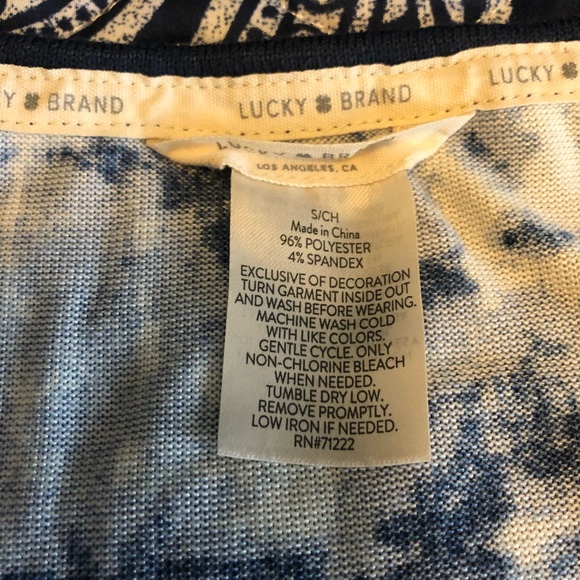 Y BRAND
LUCKY BRAND
LUCKY
LUCKY BR
LOS ANGELES, CA
S/CH
Made in China
96% POLYESTER
4% SPANDEX
EXCLUSIVE OF DECORATION
TURN GARMENT INSIDE OUT
AND WASH BEFORE WEARING.
MACHINE WASH COLD
WITH LIKE COLORS.
GENTLE CYCLE. ONLY
NON-CHLORINE BLEACH
WHEN NEEDED.
TUMBLE DRY LOW.
REMOVE PROMPTLY.
LOW IRON IF NEEDED.
RN#71222